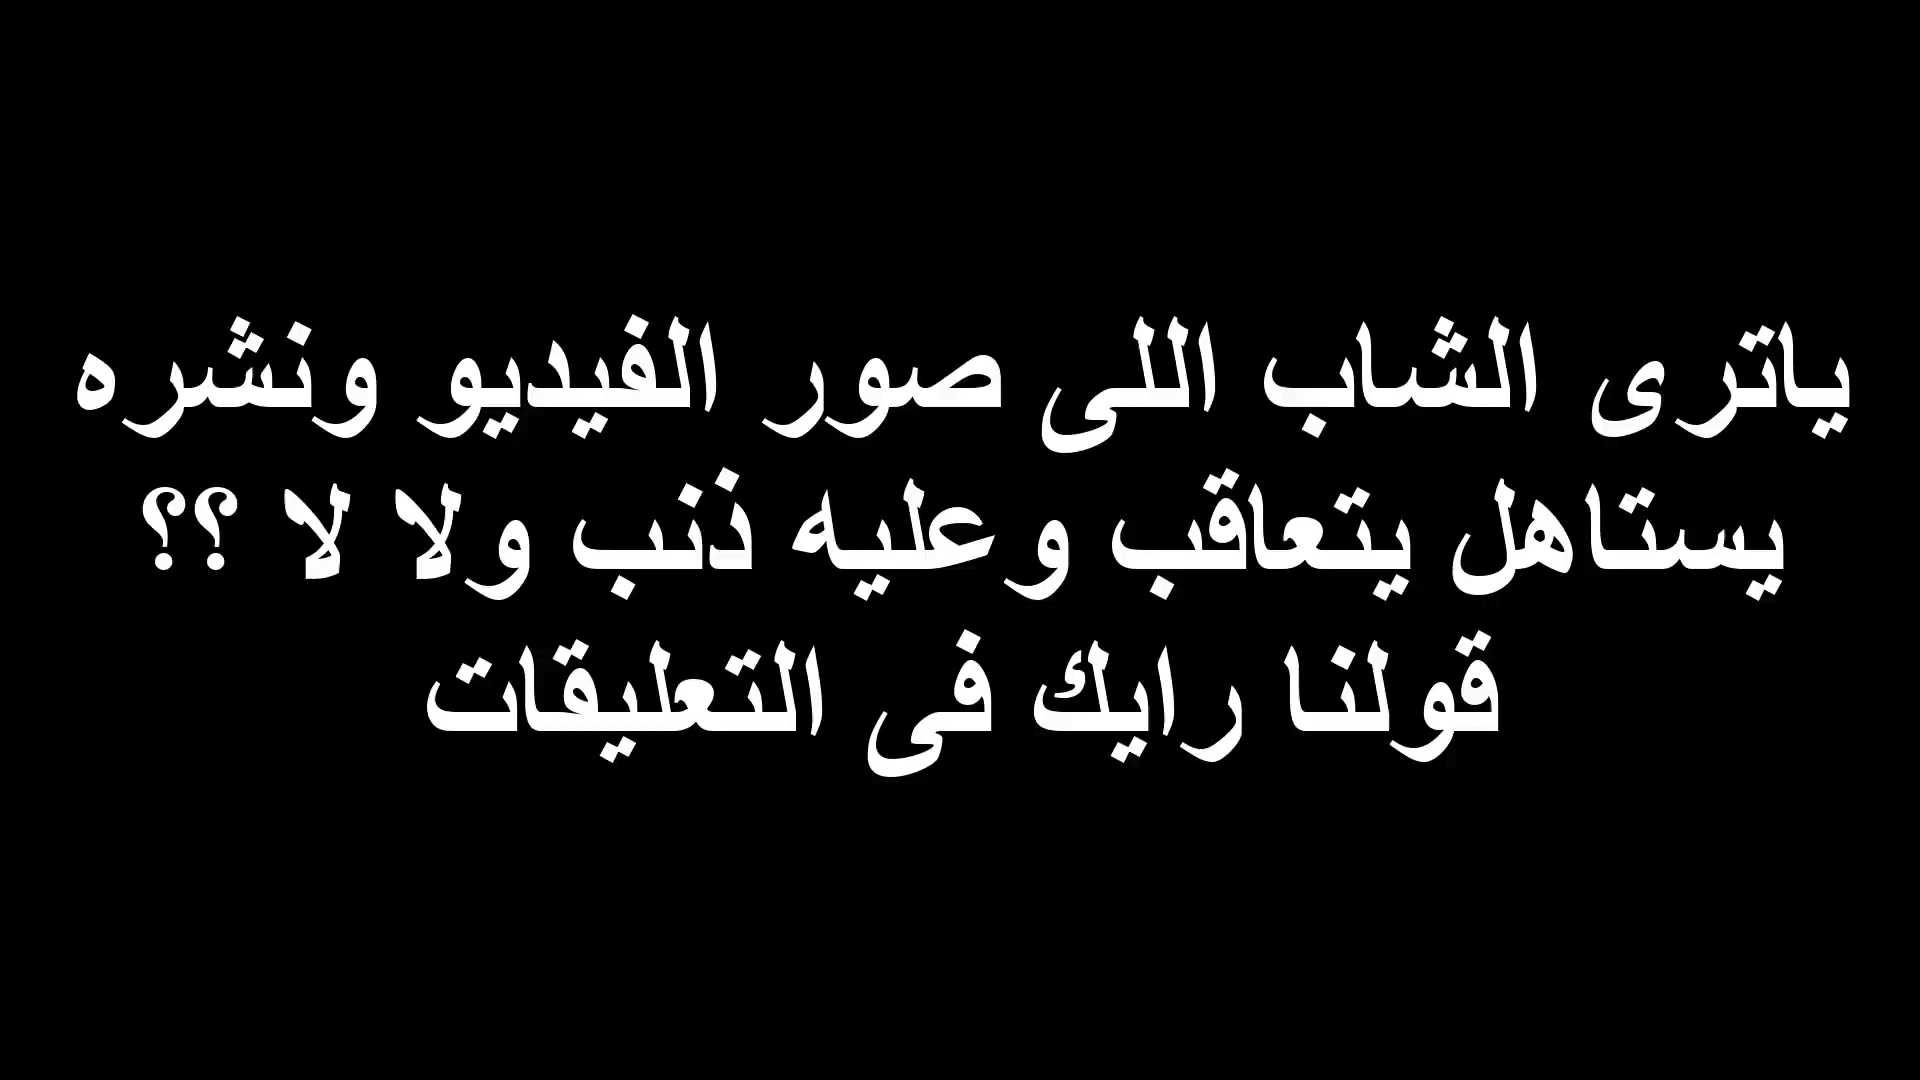 ياترى الشاب اللى صور الفيديو ونشره
يستاهل يتعاقب وعليه ذنب ولا لا ؟؟
قولنا رايك فى التعليقات